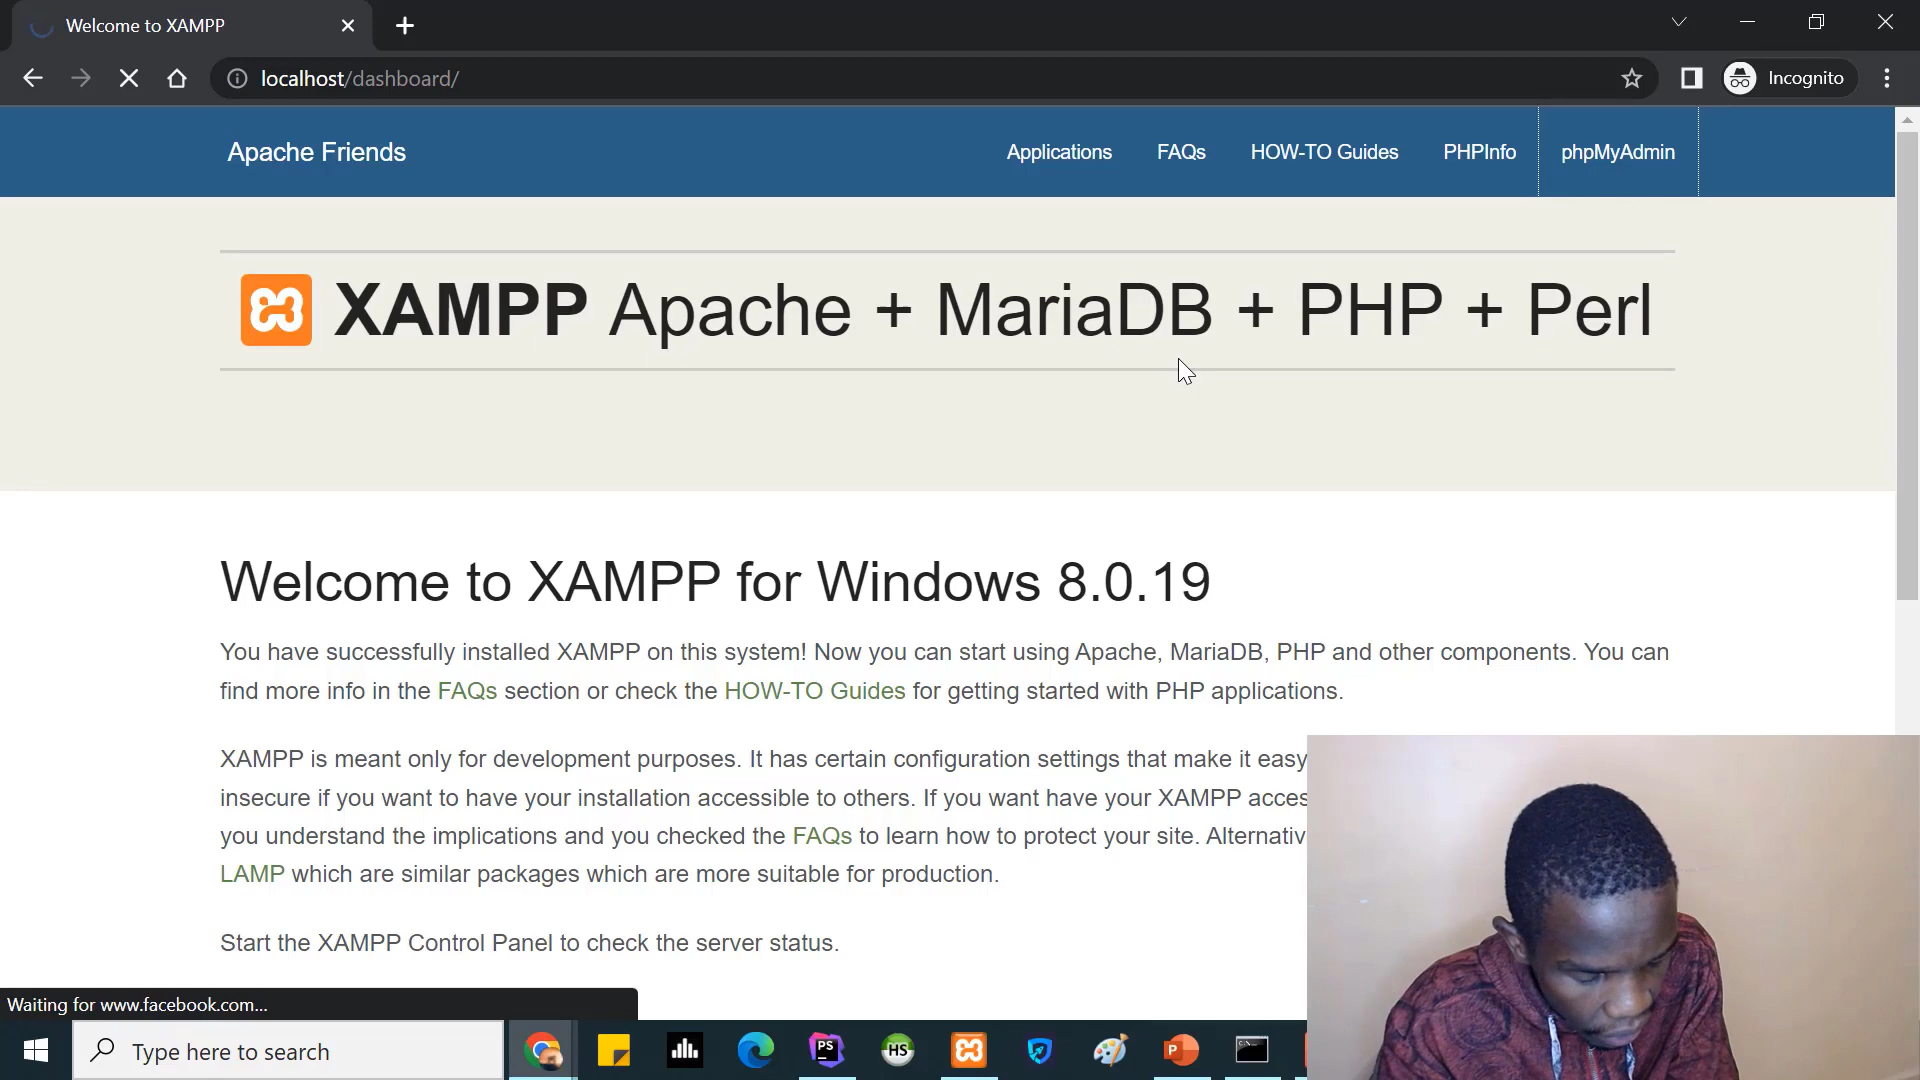 Welcome to XAMPP
localhost/dashboard/
Incognito
Apache Friends
Applications
FAQs
HOW-TO Guides
PHPInfo
phpMyAdmin
XAMPP Apache + MariaDB + PHP + Perl
Welcome to XAMPP for Windows 8.0.19
You have successfully installed XAMPP on this system! Now you can start using Apache, MariaDB, PHP and other components. You can
find more info in the FAQs section or check the HOW-TO Guides for getting started with PHP applications.
XAMPP is meant only for development purposes. It has certain configuration settings that make it easy
insecure if you want to have your installation accessible to others. If you want have your XAMPP acces
you understand the implications and you checked the FAQs to learn how to protect your site. Alternativ
LAMP which are similar packages which are more suitable for production.
Start the XAMPP Control Panel to check the server status.
Waiting for www.facebook.com...
Type here to search
PS
HS
P